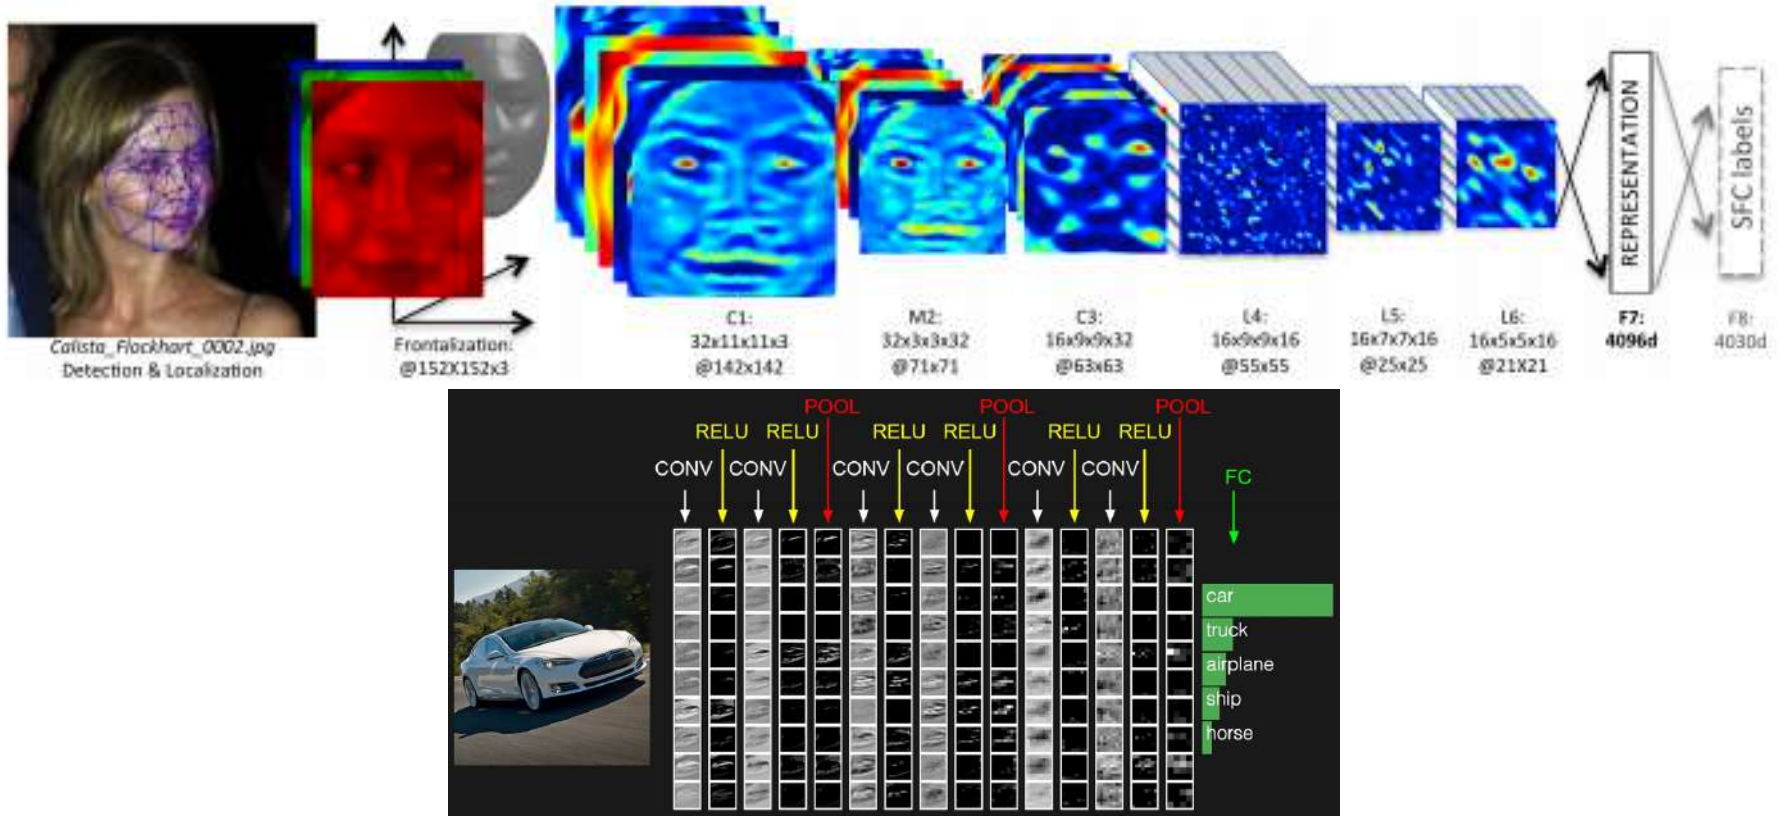 Calista_Flockhart_0002.jpg
Detection & Localization
Frontalization:
@152X152x3
C1:
32x11x11x3
@142x142
M2:
32x3x3x32
@71x71
C3:
16x9x9x32
@63x63
L4:
16x9x9x16
@55x55
L5:
16x7x7x16
@25x25
L6:
16x5x5x16
@21X21
REPRESENTATION
F7:
4096d
SFC labels
F8:
4030d
POOL POOL POOL
RELU RELU RELU RELU RELU RELU
CONV CONV CONV CONV CONV CONV
FC
car
truck
airplane
ship
horse